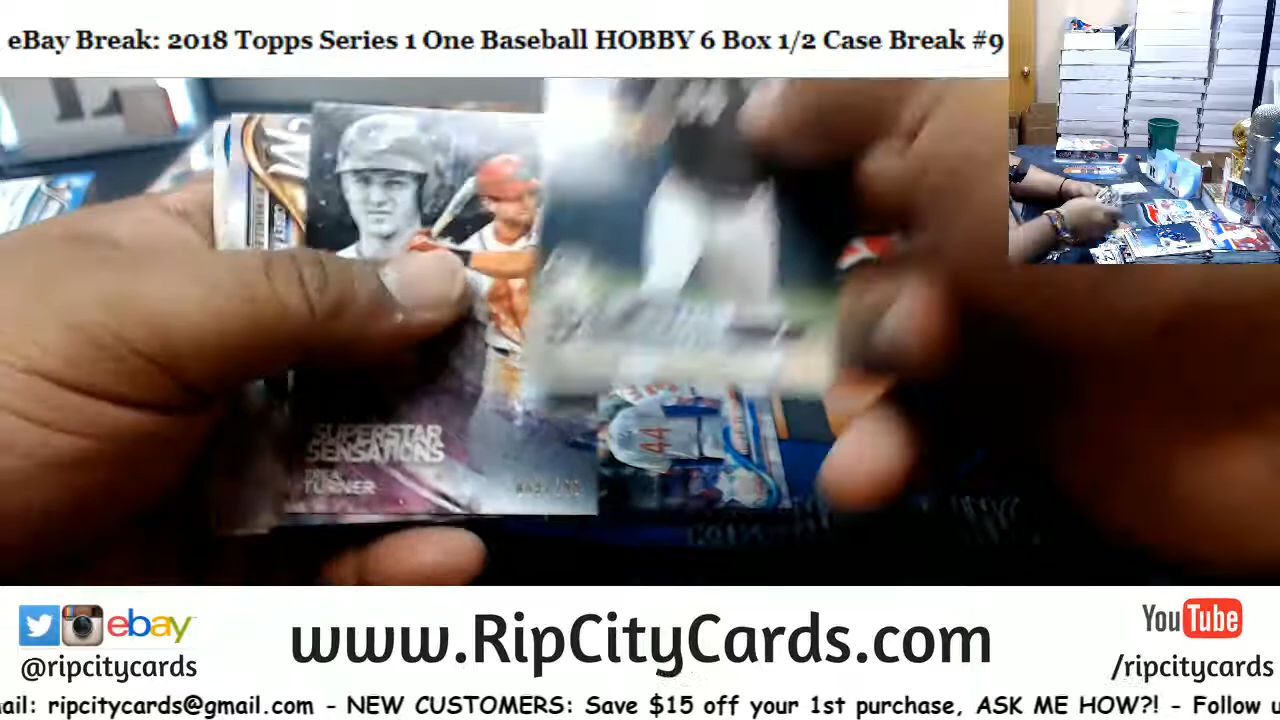 eBay Break: 2018 Topps Series 1 One Baseball HOBBY 6 Box 1/2 Case Break #9
SUPERSTAR
SENSATIONS
TREA
TURNER
44
ebay
@ripcitycards
www.RipCityCards.com
YouTube
/ripcitycards
ail: ripcitycards@gmail.com - NEW CUSTOMERS: Save $15 off your 1st purchase, ASK ME HOW?! - Follow u